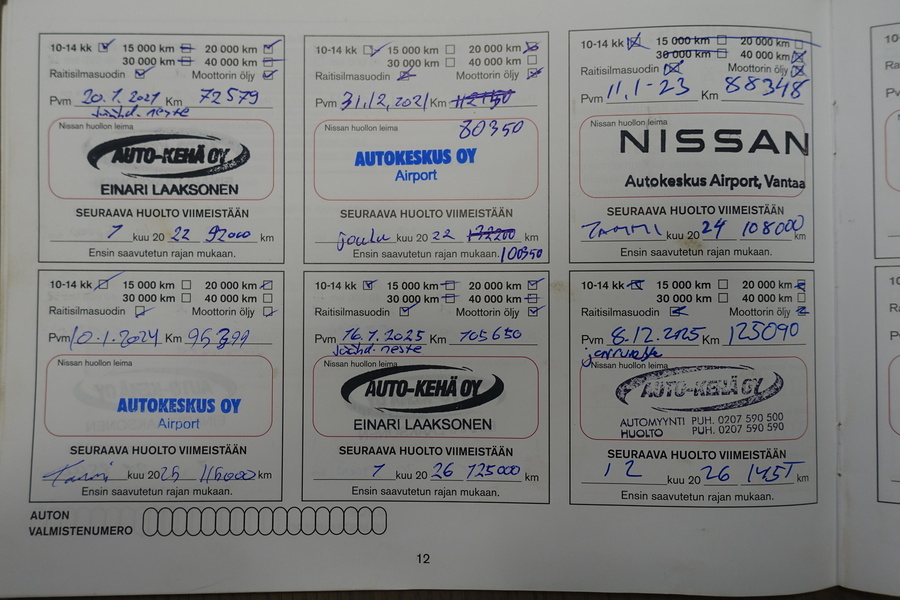 10-14 kk 15 000 km 20 000 km
30 000 km 40 000 km
Raitisilmasuodin Moottorin öljy
Pvm 20.1.2021 Km 72579
jäähd. neste
Nissan huollon leima
AUTO-KEHÄ OY
EINARI LAAKSONEN
SEURAAVA HUOLTO VIIMEISTÄÄN
1 kuu 20 22 92000 km
Ensin saavutetun rajan mukaan.
10-14 kk 15 000 km 20 000 km
30 000 km 40 000 km
Raitisilmasuodin Moottorin öljy
Pvm 31.12.2021 Km
Nissan huollon leima 80350
AUTOKESKUS OY
Airport
SEURAAVA HUOLTO VIIMEISTÄÄN
joulu kuu 20 22 km
Ensin saavutetun rajan mukaan. 100350
10-14 kk 15 000 km 20 000 km
30 000 km 40 000 km
Raitisilmasuodin Moottorin öljy
Pvm 11.1-23 Km 88348
Nissan huollon leima
NISSAN
Autokeskus Airport, Vantaa
SEURAAVA HUOLTO VIIMEISTÄÄN
TAMMI kuu 20 24 108000 km
Ensin saavutetun rajan mukaan.
10-14 kk 15 000 km 20 000 km
30 000 km 40 000 km
Raitisilmasuodin Moottorin öljy
Pvm 10.1.2024 Km
Nissan huollon leima
AUTOKESKUS OY
Airport
SEURAAVA HUOLTO VIIMEISTÄÄN
kuu 20 25 km
Ensin saavutetun rajan mukaan.
10-14 kk 15 000 km 20 000 km
30 000 km 40 000 km
Raitisilmasuodin Moottorin öljy
Pvm 16.1.2025 Km 105650
jäähd. neste
Nissan huollon leima
AUTO-KEHÄ OY
EINARI LAAKSONEN
SEURAAVA HUOLTO VIIMEISTÄÄN
1 kuu 20 26 125000 km
Ensin saavutetun rajan mukaan.
10-14 kk 15 000 km 20 000 km
30 000 km 40 000 km
Raitisilmasuodin Moottorin öljy
Pvm 8.12.2025 Km 125090
jarruneste
Nissan huollon leima
AUTO-KEHÄ OY
AUTOMYYNTI PUH. 0207 590 500
HUOLTO PUH. 0207 590 590
SEURAAVA HUOLTO VIIMEISTÄÄN
12 kuu 20 26 145T km
Ensin saavutetun rajan mukaan.
AUTON
VALMISTENUMERO
12